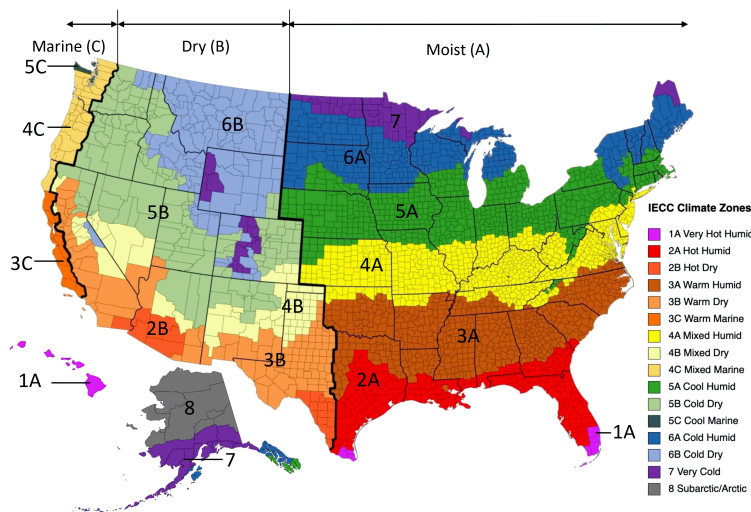 Marine (C)
Dry (B)
Moist (A)
5C
4C
6B
7
6A
5B
5A
4A
3C
4B
2B
3A
3B
2A
1A
8
1A
7
IECC Climate Zones
1A Very Hot Humid
2A Hot Humid
2B Hot Dry
3A Warm Humid
3B Warm Dry
3C Warm Marine
4A Mixed Humid
4B Mixed Dry
4C Mixed Marine
5A Cool Humid
5B Cold Dry
5C Cool Marine
6A Cold Humid
6B Cold Dry
7 Very Cold
8 Subarctic/Arctic